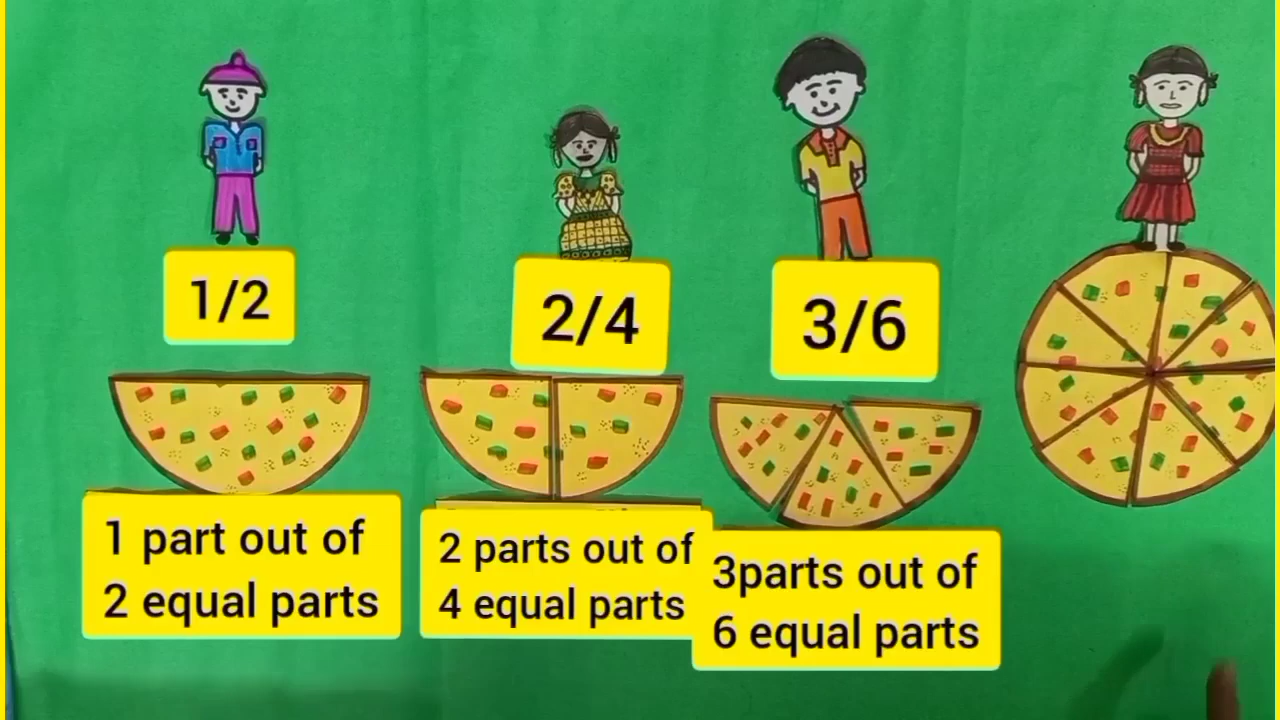 1/2
2/4
3/6
1 part out of
2 equal parts
2 parts out of
4 equal parts
3parts out of
6 equal parts